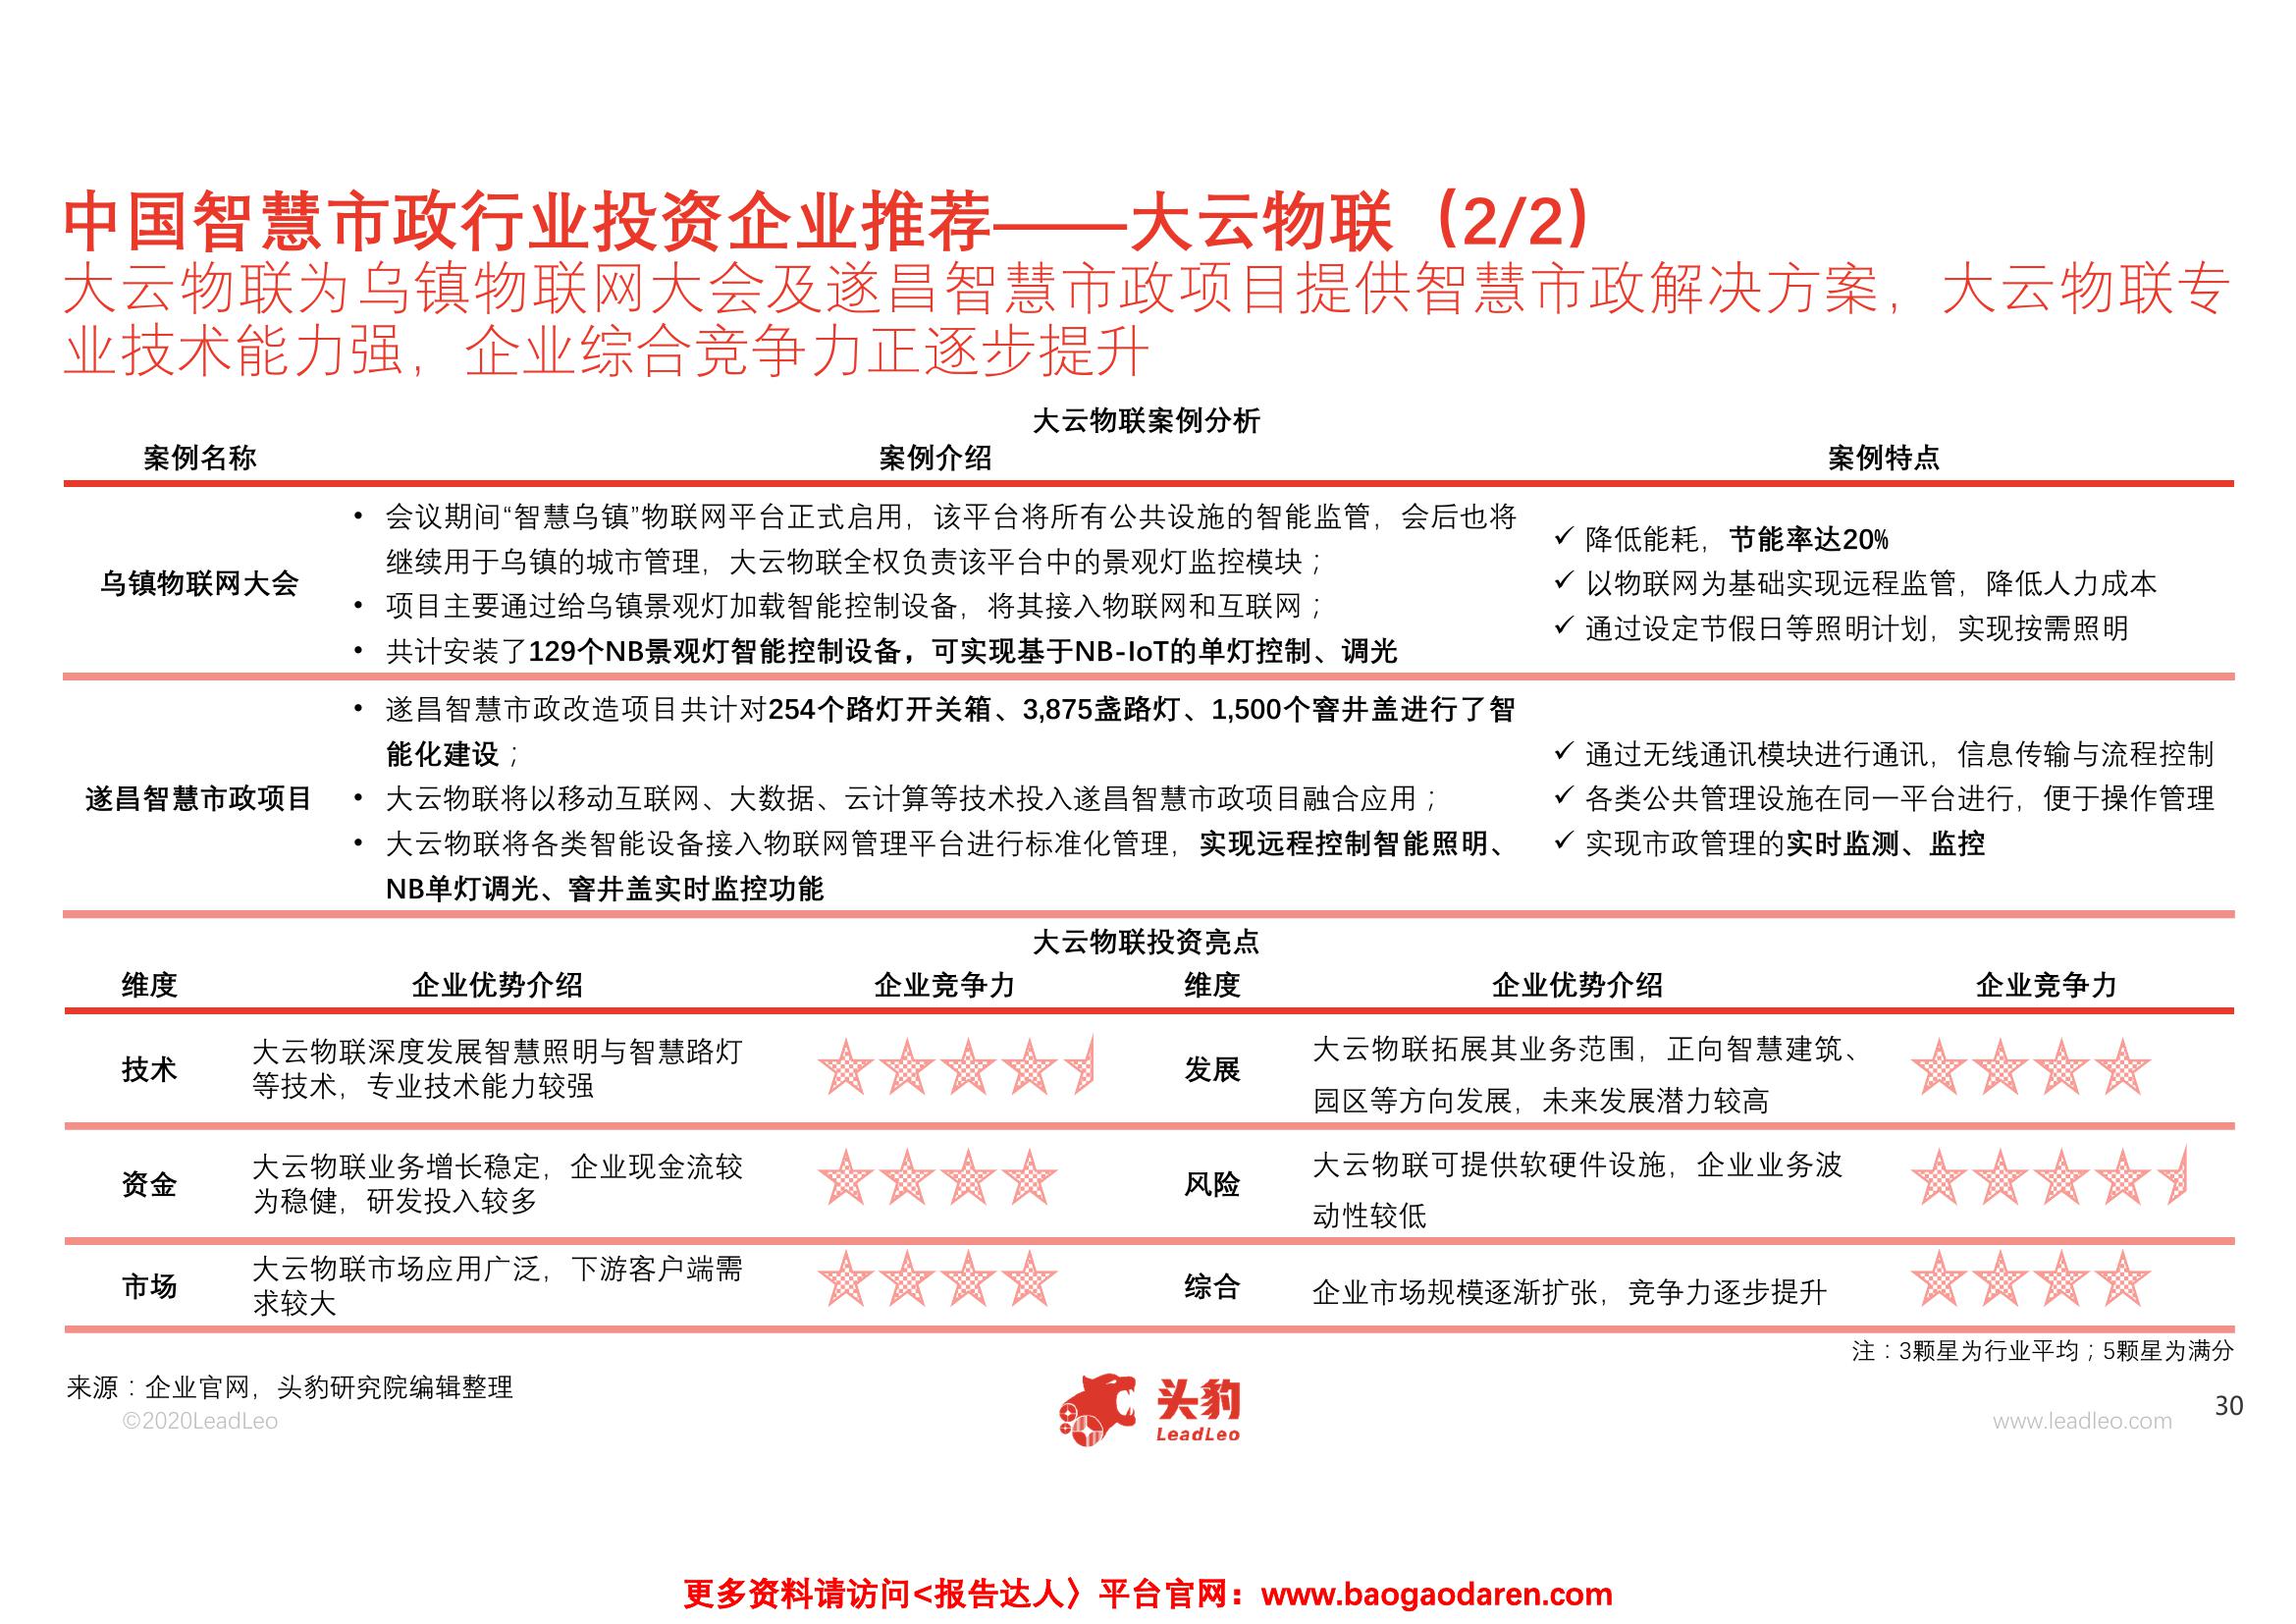 中国智慧市政行业投资企业推荐——大云物联（2/2）
大云物联为乌镇物联网大会及遂昌智慧市政项目提供智慧市政解决方案，大云物联专
业技术能力强，企业综合竞争力正逐步提升
大云物联案例分析
案例名称 案例介绍 案例特点
乌镇物联网大会
• 会议期间“智慧乌镇”物联网平台正式启用，该平台将所有公共设施的智能监管，会后也将
继续用于乌镇的城市管理，大云物联全权负责该平台中的景观灯监控模块；
• 项目主要通过给乌镇景观灯加载智能控制设备，将其接入物联网和互联网；
• 共计安装了129个NB景观灯智能控制设备，可实现基于NB-IoT的单灯控制、调光
✓ 降低能耗，节能率达20%
✓ 以物联网为基础实现远程监管，降低人力成本
✓ 通过设定节假日等照明计划，实现按需照明
遂昌智慧市政项目
• 遂昌智慧市政改造项目共计对254个路灯开关箱、3,875盏路灯、1,500个窨井盖进行了智
能化建设；
• 大云物联将以移动互联网、大数据、云计算等技术投入遂昌智慧市政项目融合应用；
• 大云物联将各类智能设备接入物联网管理平台进行标准化管理，实现远程控制智能照明、
NB单灯调光、窨井盖实时监控功能
✓ 通过无线通讯模块进行通讯，信息传输与流程控制
✓ 各类公共管理设施在同一平台进行，便于操作管理
✓ 实现市政管理的实时监测、监控
大云物联投资亮点
维度 企业优势介绍 企业竞争力 维度 企业优势介绍 企业竞争力
技术
大云物联深度发展智慧照明与智慧路灯
等技术，专业技术能力较强
发展
大云物联拓展其业务范围，正向智慧建筑、
园区等方向发展，未来发展潜力较高
资金
大云物联业务增长稳定，企业现金流较
为稳健，研发投入较多
风险
大云物联可提供软硬件设施，企业业务波
动性较低
市场
大云物联市场应用广泛，下游客户端需
求较大
综合
企业市场规模逐渐扩张，竞争力逐步提升
注：3颗星为行业平均；5颗星为满分
来源：企业官网，头豹研究院编辑整理
©2020LeadLeo
头豹
LeadLeo
www.leadleo.com
30
更多资料请访问<报告达人〉平台官网：www.baogaodaren.com